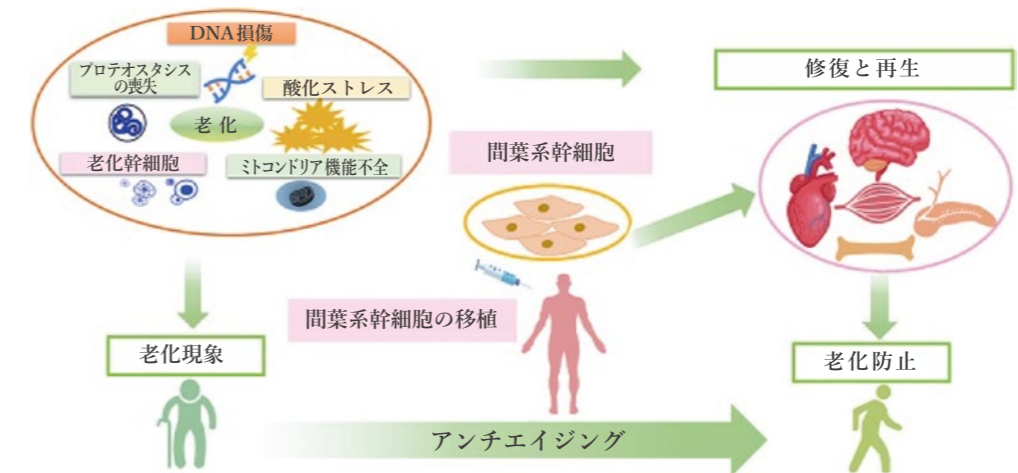 DNA損傷
プロテオスタシス
の喪失
酸化ストレス
老化
老化幹細胞
ミトコンドリア機能不全
修復と再生
間葉系幹細胞
間葉系幹細胞の移植
老化現象
老化防止
アンチエイジング